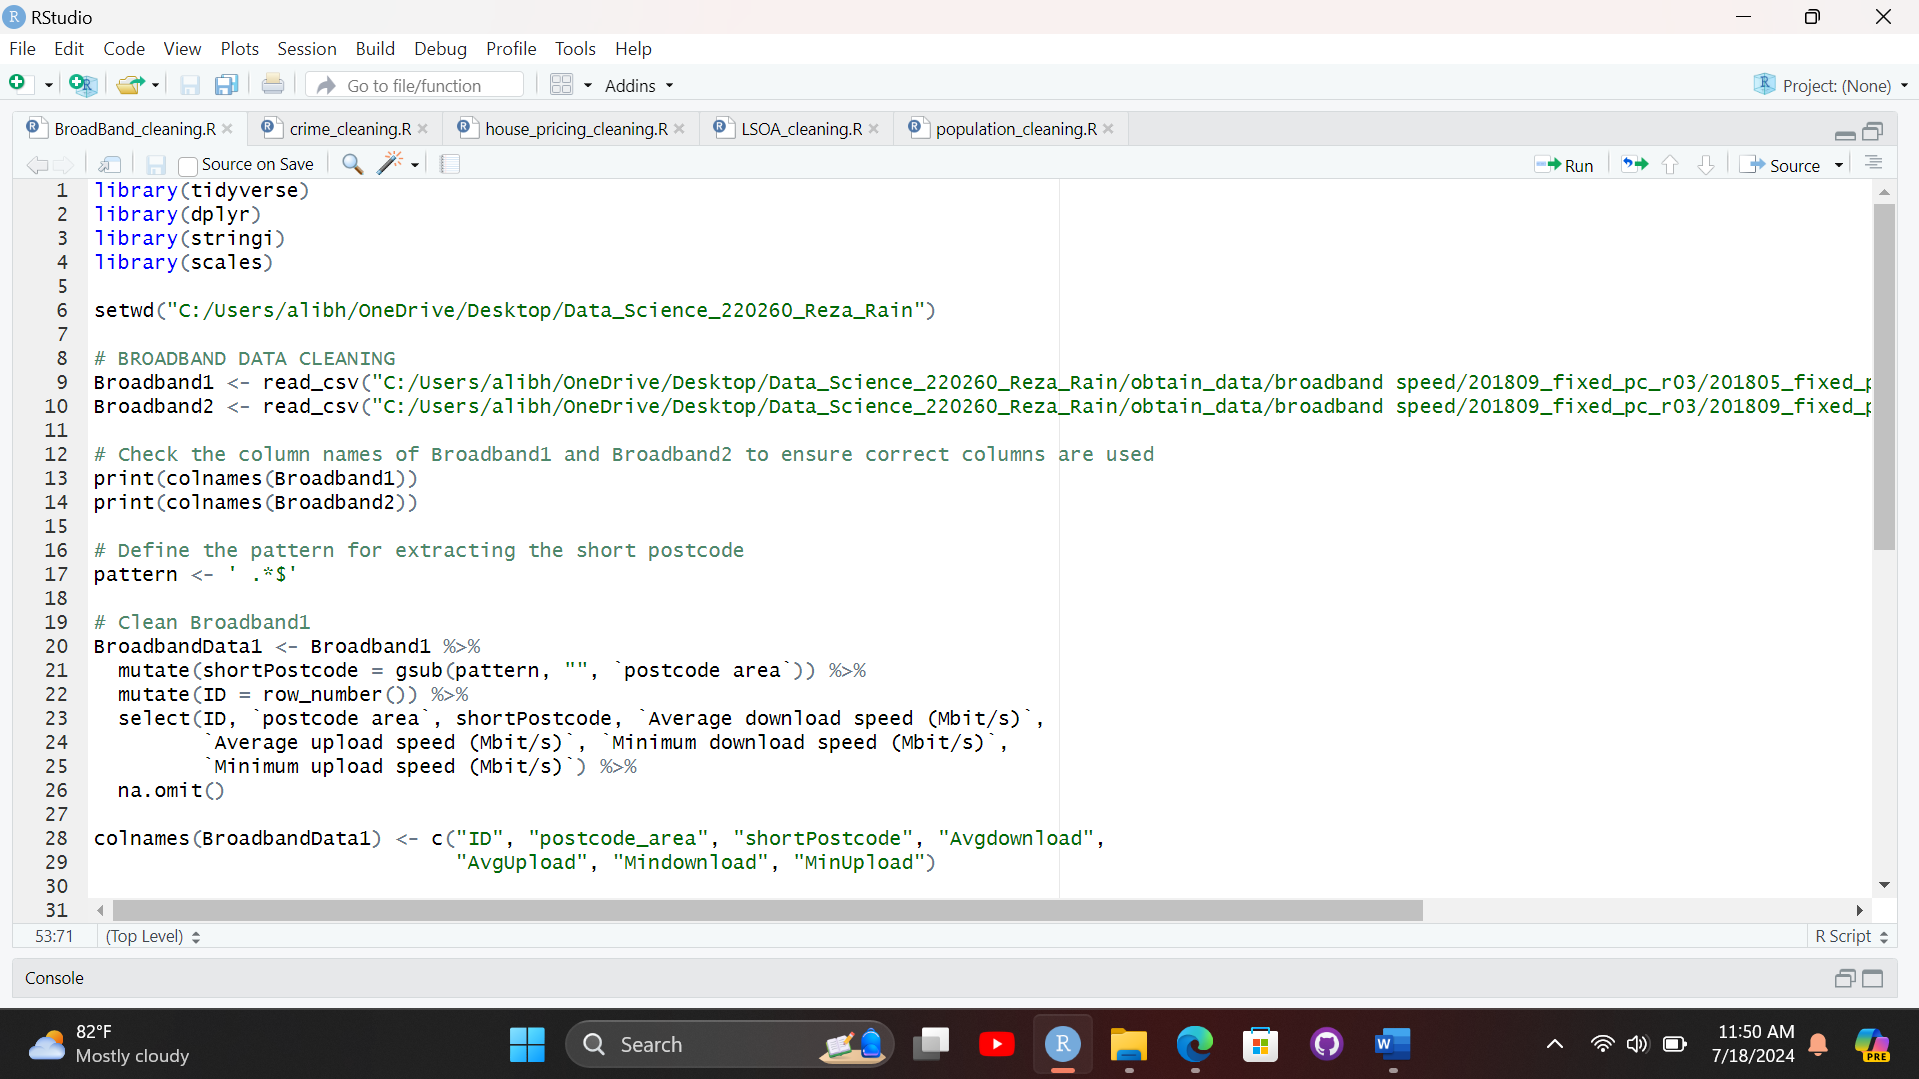 RStudio
File Edit Code View Plots Session Build Debug Profile Tools Help
Go to file/function Addins Project: (None)
BroadBand_cleaning.R crime_cleaning.R house_pricing_cleaning.R LSOA_cleaning.R population_cleaning.R
Source on Save Run Source
1 library(tidyverse)
2 library(dplyr)
3 library(stringi)
4 library(scales)
5
6 setwd("C:/Users/alibh/OneDrive/Desktop/Data_Science_220260_Reza_Rain")
7
8 # BROADBAND DATA CLEANING
9 Broadband1 <- read_csv("C:/Users/alibh/OneDrive/Desktop/Data_Science_220260_Reza_Rain/obtain_data/broadband speed/201809_fixed_pc_r03/201805_fixed_p
10 Broadband2 <- read_csv("C:/Users/alibh/OneDrive/Desktop/Data_Science_220260_Reza_Rain/obtain_data/broadband speed/201809_fixed_pc_r03/201809_fixed_p
11
12 # Check the column names of Broadband1 and Broadband2 to ensure correct columns are used
13 print(colnames(Broadband1))
14 print(colnames(Broadband2))
15
16 # Define the pattern for extracting the short postcode
17 pattern <- ' .*$'
18
19 # Clean Broadband1
20 BroadbandData1 <- Broadband1 %>%
21 mutate(shortPostcode = gsub(pattern, "", `postcode area`)) %>%
22 mutate(ID = row_number()) %>%
23 select(ID, `postcode area`, shortPostcode, `Average download speed (Mbit/s)`,
24 `Average upload speed (Mbit/s)`, `Minimum download speed (Mbit/s)`,
25 `Minimum upload speed (Mbit/s)`) %>%
26 na.omit()
27
28 colnames(BroadbandData1) <- c("ID", "postcode_area", "shortPostcode", "Avgdownload",
29 "AvgUpload", "Mindownload", "MinUpload")
30
31
53:71 (Top Level) R Script
Console
82°F
Mostly cloudy
Search
11:50 AM
7/18/2024
PRE